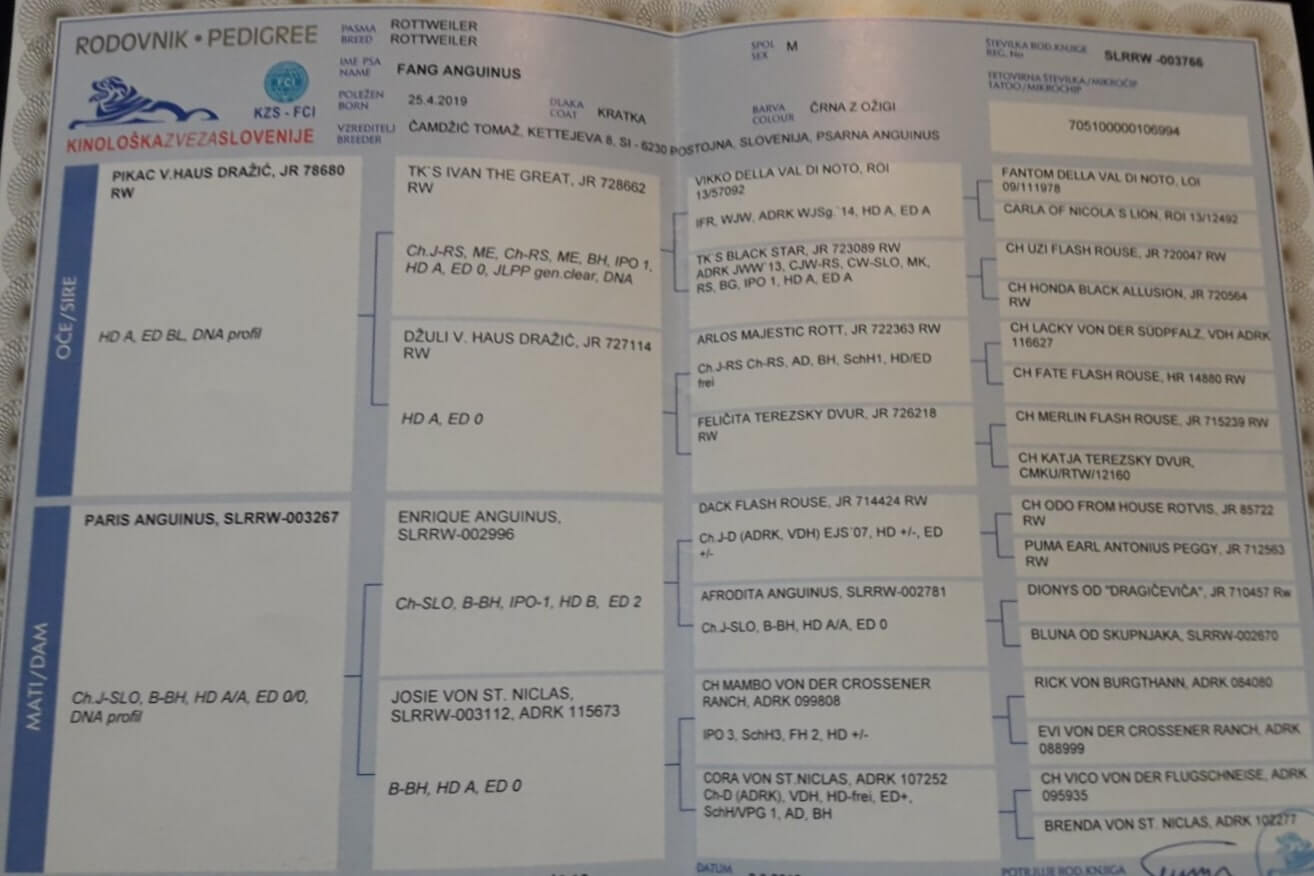 RODOVNIK • PEDIGREE
FCI
KZS - FCI
KINOLOŠKAZVEZASLOVENIJE
PASMA
BREED
ROTTWEILER
ROTTWEILER
IME PSA
NAME
FANG ANGUINUS
POLEŽEN
BORN
25.4.2019
DLAKA
COAT
KRATKA
VZREDITELJ
BREEDER
ČAMDŽIĆ TOMAŽ, KETTEJEVA 8, SI - 6230 POSTOJNA, SLOVENIJA, PSARNA ANGUINUS
SPOL
SEX
M
BARVA
COLOUR
ČRNA Z OŽIGI
ŠTEVILKA ROD.KNJIGE
REG. No
SLRRW -003766
TETOVIRNA ŠTEVILKA/MIKROČIP
TATOO/MIKROCHIP
705100000106994
OČE/SIRE
PIKAC V.HAUS DRAŽIĆ, JR 78680
RW
HD A, ED BL, DNA profil
TK`S IVAN THE GREAT, JR 728662
RW
Ch.J-RS, ME, Ch-RS, ME, BH, IPO 1,
HD A, ED 0, JLPP gen.clear, DNA
DŽULI V. HAUS DRAŽIĆ, JR 727114
RW
HD A, ED 0
VIKKO DELLA VAL DI NOTO, ROI
13/57092
IFR, WJW, ADRK WJSg.`14, HD A, ED A
TK`S BLACK STAR, JR 723089 RW
ADRK JWW`13, CJW-RS, CW-SLO, MK,
RS, BG, IPO 1, HD A, ED A
ARLOS MAJESTIC ROTT, JR 722363 RW
Ch.J-RS Ch-RS, AD, BH, SchH1, HD/ED
frei
FELIČITA TEREZSKY DVUR, JR 726218
RW
FANTOM DELLA VAL DI NOTO, LOI
09/111978
CARLA OF NICOLA`S LION, ROI 13/12492
CH UZI FLASH ROUSE, JR 720047 RW
CH HONDA BLACK ALLUSION, JR 720564
RW
CH LACKY VON DER SÜDPFALZ, VDH ADRK
116627
CH FATE FLASH ROUSE, HR 14880 RW
CH MERLIN FLASH ROUSE, JR 715239 RW
CH KATJA TEREZSKY DVUR,
CMKU/RTW/12160
MATI/DAM
PARIS ANGUINUS, SLRRW-003267
Ch.J-SLO, B-BH, HD A/A, ED 0/0,
DNA profil
ENRIQUE ANGUINUS,
SLRRW-002996
Ch-SLO, B-BH, IPO-1, HD B, ED 2
JOSIE VON ST. NICLAS,
SLRRW-003112, ADRK 115673
B-BH, HD A, ED 0
DACK FLASH ROUSE, JR 714424 RW
Ch.J-D (ADRK, VDH) EJS`07, HD +/-, ED
+/-
AFRODITA ANGUINUS, SLRRW-002781
Ch.J-SLO, B-BH, HD A/A, ED 0
CH MAMBO VON DER CROSSENER
RANCH, ADRK 099808
IPO 3, SchH3, FH 2, HD +/-
CORA VON ST.NICLAS, ADRK 107252
Ch-D (ADRK), VDH, HD-frei, ED+,
SchH/VPG 1, AD, BH
CH ODO FROM HOUSE ROTVIS, JR 85722
RW
PUMA EARL ANTONIUS PEGGY, JR 712563
RW
DIONYS OD "DRAGIČEVIĆA", JR 710457 Rw
BLUNA OD SKUPNJAKA, SLRRW-002670
RICK VON BURGTHANN, ADRK 084080
EVI VON DER CROSSENER RANCH, ADRK
088999
CH VICO VON DER FLUGSCHNEISE, ADRK
095935
BRENDA VON ST. NICLAS, ADRK 102277
DATUM
POTRJUJE ROD. KNJIGA